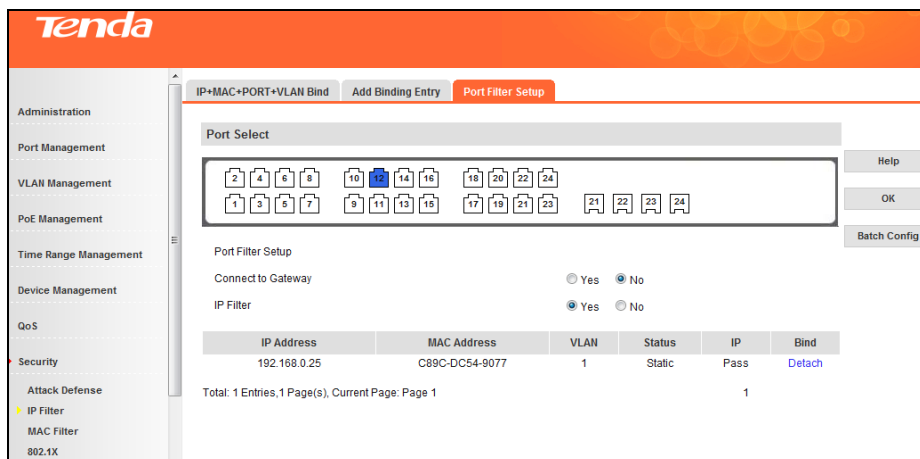 Tenda
IP+MAC+PORT+VLAN Bind Add Binding Entry Port Filter Setup
Administration
Port Management
VLAN Management
PoE Management
Time Range Management
Device Management
QoS
Security
Attack Defense
IP Filter
MAC Filter
802.1X
Port Select
2 4 6 8 10 12 14 16 18 20 22 24
1 3 5 7 9 11 13 15 17 19 21 23 21 22 23 24
Port Filter Setup
Connect to Gateway Yes No
IP Filter Yes No
IP Address MAC Address VLAN Status IP Bind
192.168.0.25 C89C-DC54-9077 1 Static Pass Detach
Total: 1 Entries,1 Page(s), Current Page: Page 1 1
Help
OK
Batch Config